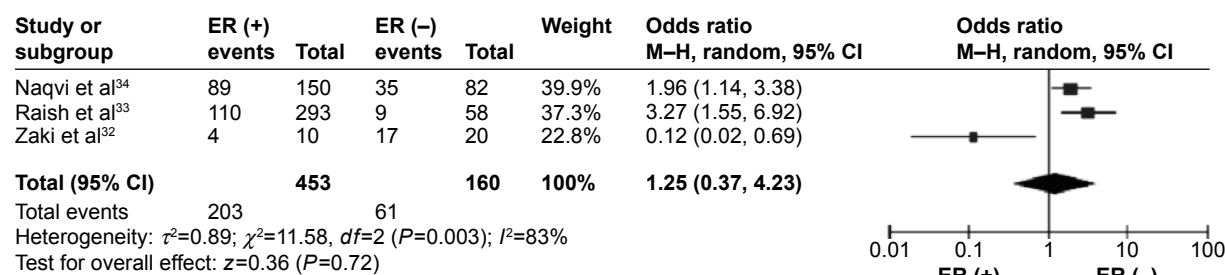 Study or subgroup ER (+) events Total ER (–) events Total Weight Odds ratio M–H, random, 95% CI Odds ratio M–H, random, 95% CI
Naqvi et al³⁴ 89 150 35 82 39.9% 1.96 (1.14, 3.38)
Raish et al³³ 110 293 9 58 37.3% 3.27 (1.55, 6.92)
Zaki et al³² 4 10 17 20 22.8% 0.12 (0.02, 0.69)
Total (95% CI) 453 160 100% 1.25 (0.37, 4.23)
Total events 203 61
Heterogeneity: τ²=0.89; χ²=11.58, df=2 (P=0.003); I²=83%
Test for overall effect: z=0.36 (P=0.72)
0.01 0.1 1 10 100
ER (+) ER (–)